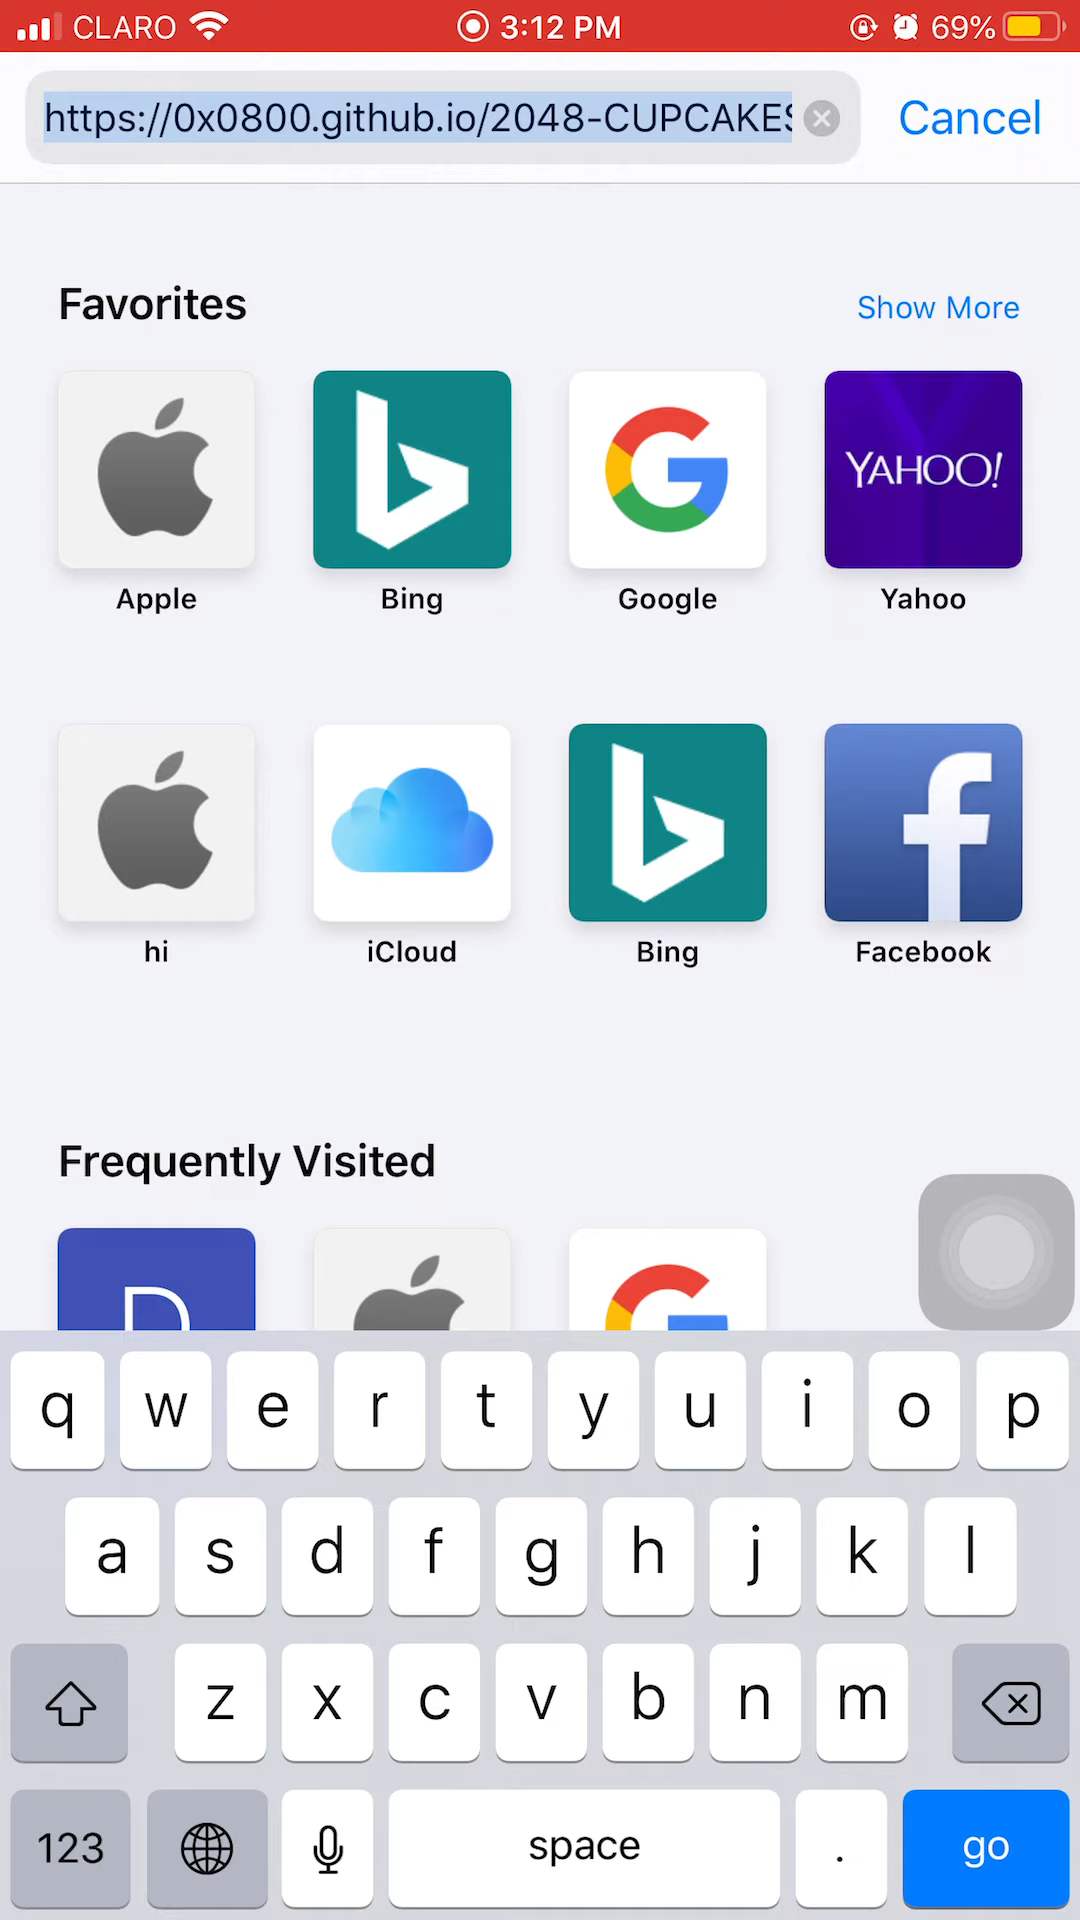 CLARO 3:12 PM 69%
https://0x0800.github.io/2048-CUPCAKES Cancel
Favorites Show More
YAHOO!
Apple Bing Google Yahoo
hi iCloud Bing Facebook
Frequently Visited
D
q w e r t y u i o p
a s d f g h j k l
z x c v b n m
123 space . go